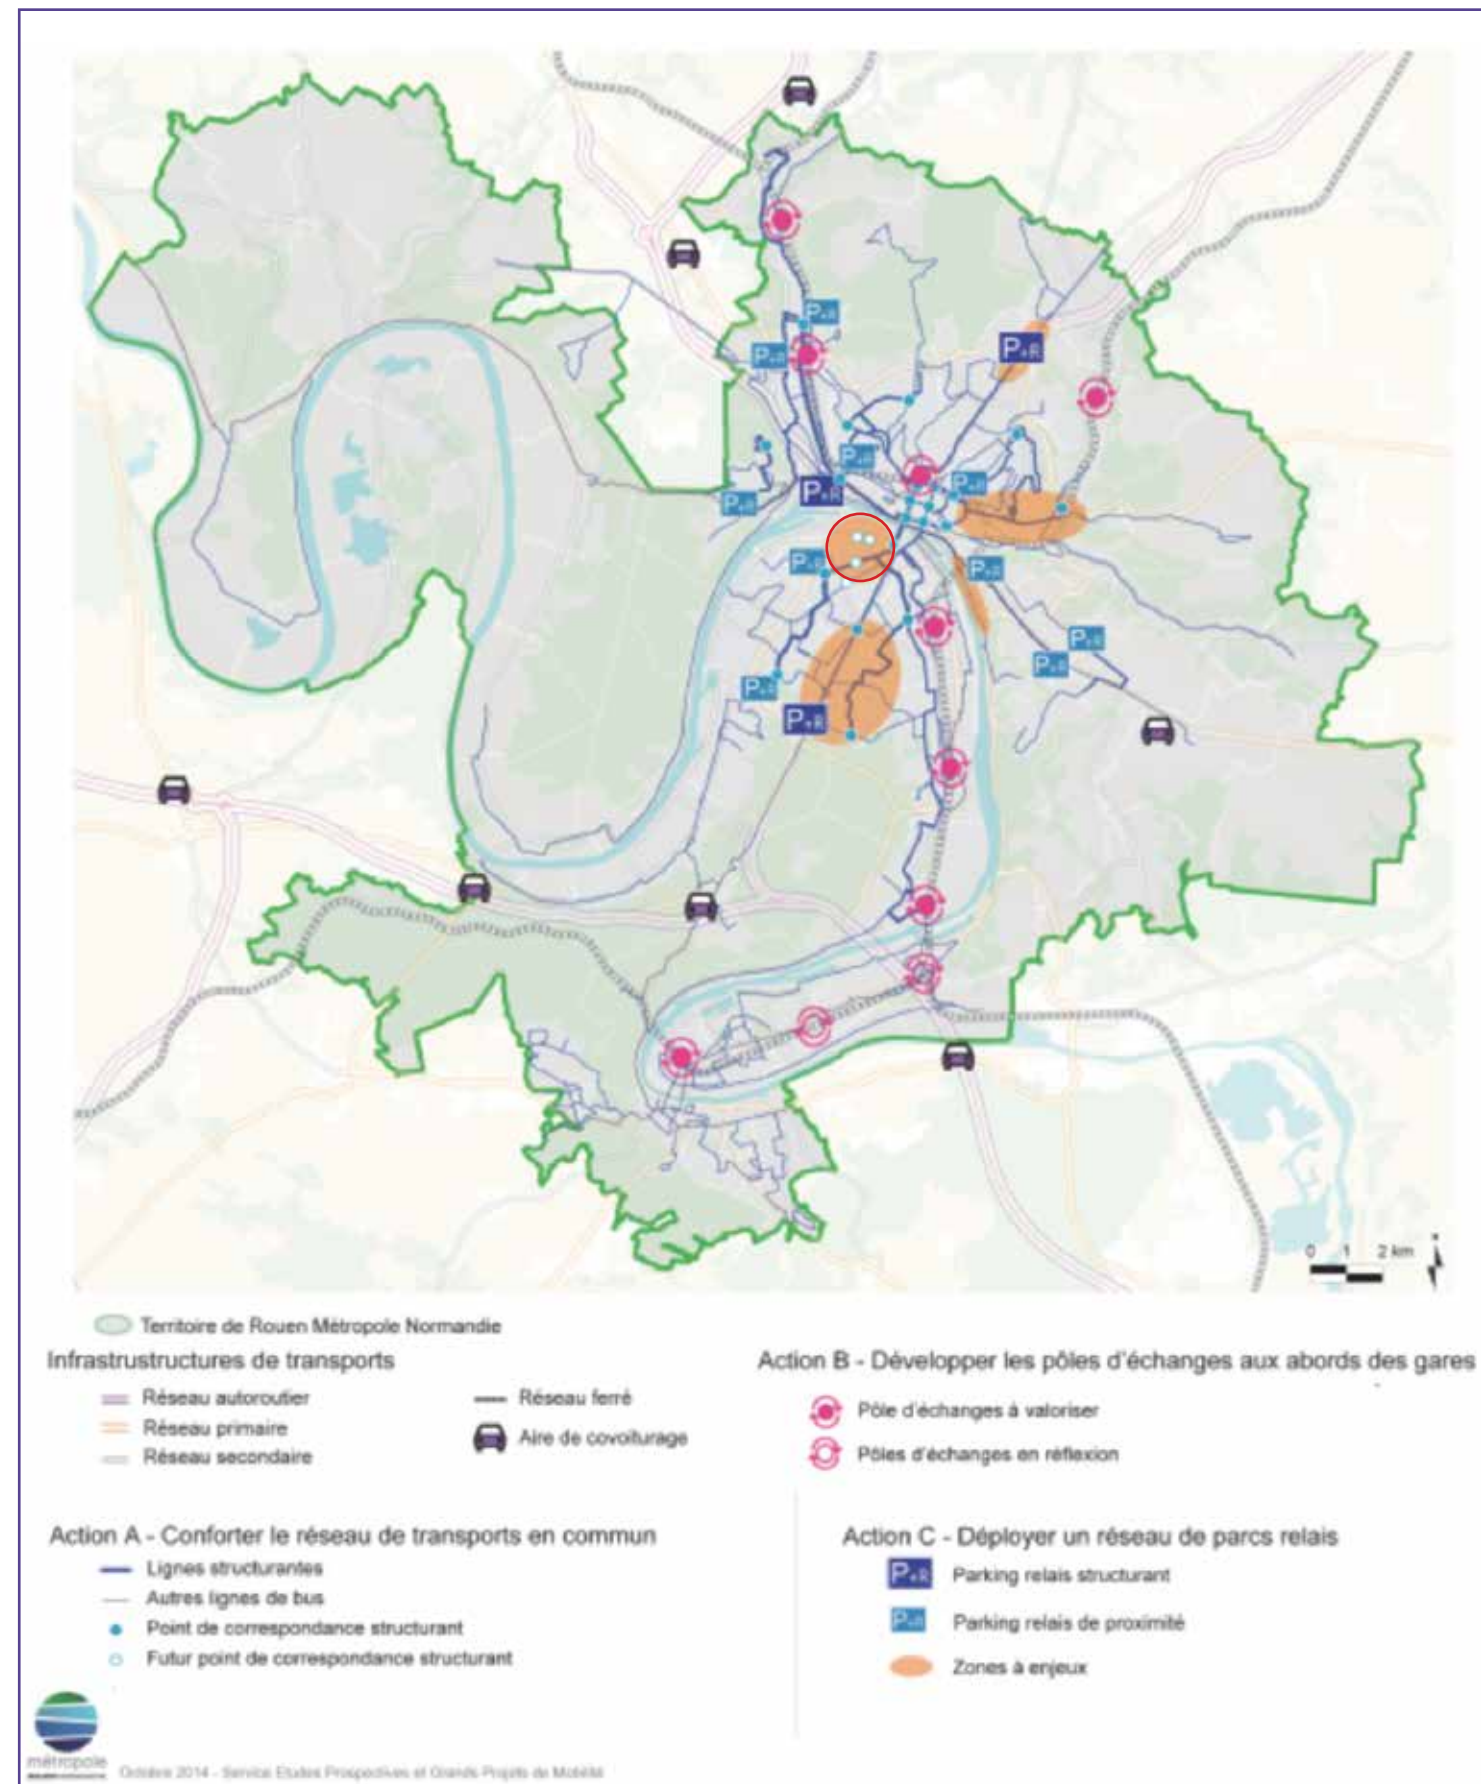 P+R
P+R
P+R
P+R
P+R
P+R
P+R
P+R
P+R
P+R
P+R
P+R
P+R
0 1 2 km
Territoire de Rouen Métropole Normandie
Infrastrustructures de transports
Réseau autoroutier
Réseau primaire
Réseau secondaire
Réseau ferré
Aire de covoiturage
Action B - Développer les pôles d'échanges aux abords des gares
Pôle d'échanges à valoriser
Pôles d'échanges en réflexion
Action A - Conforter le réseau de transports en commun
Lignes structurantes
Autres lignes de bus
Point de correspondance structurant
Futur point de correspondance structurant
Action C - Déployer un réseau de parcs relais
P+R Parking relais structurant
P+R Parking relais de proximité
Zones à enjeux
métropole
Octobre 2014 - Service Etudes Prospectives et Grands Projets de Mobilité